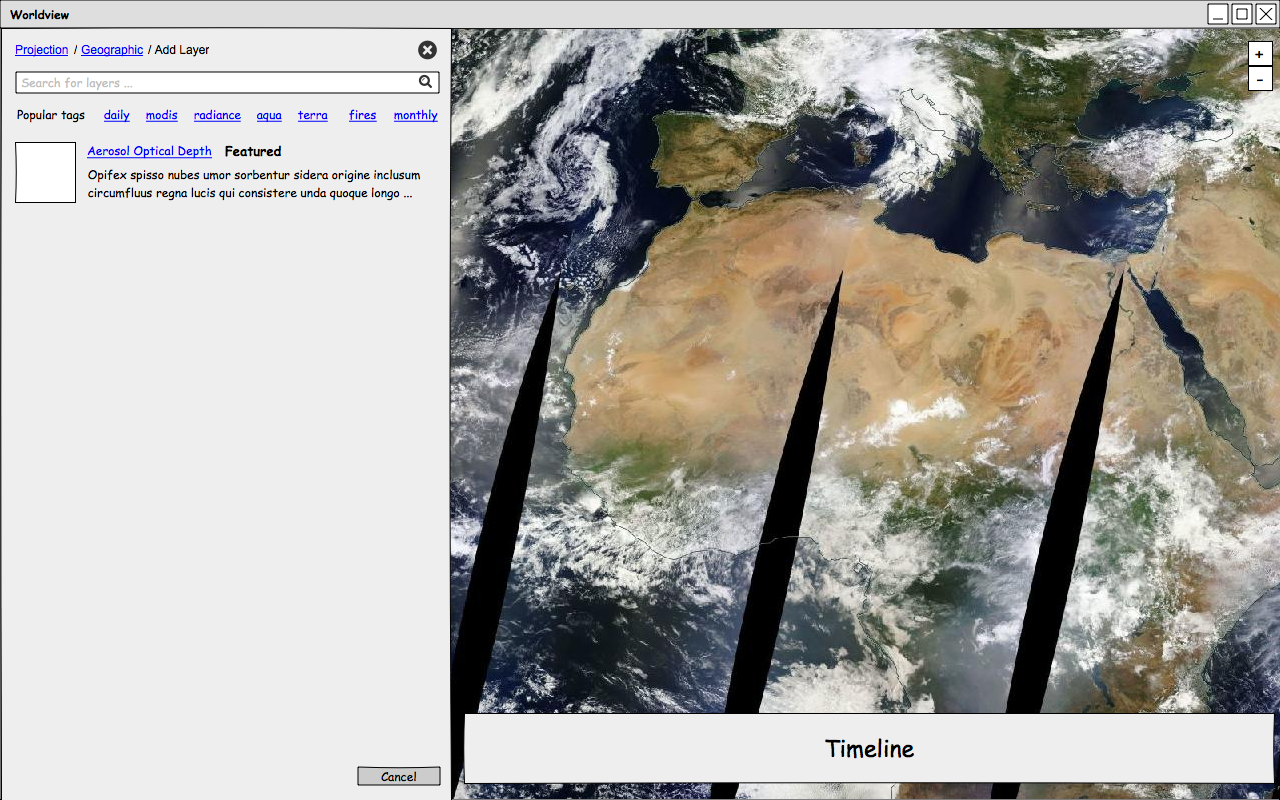 Worldview
Projection / Geographic / Add Layer
Search for layers ...
Popular tags daily modis radiance aqua terra fires monthly
Aerosol Optical Depth Featured
Opifex spisso nubes umor sorbentur sidera origine inclusum
circumfluus regna lucis qui consistere unda quoque longo ...
+
-
Timeline
Cancel